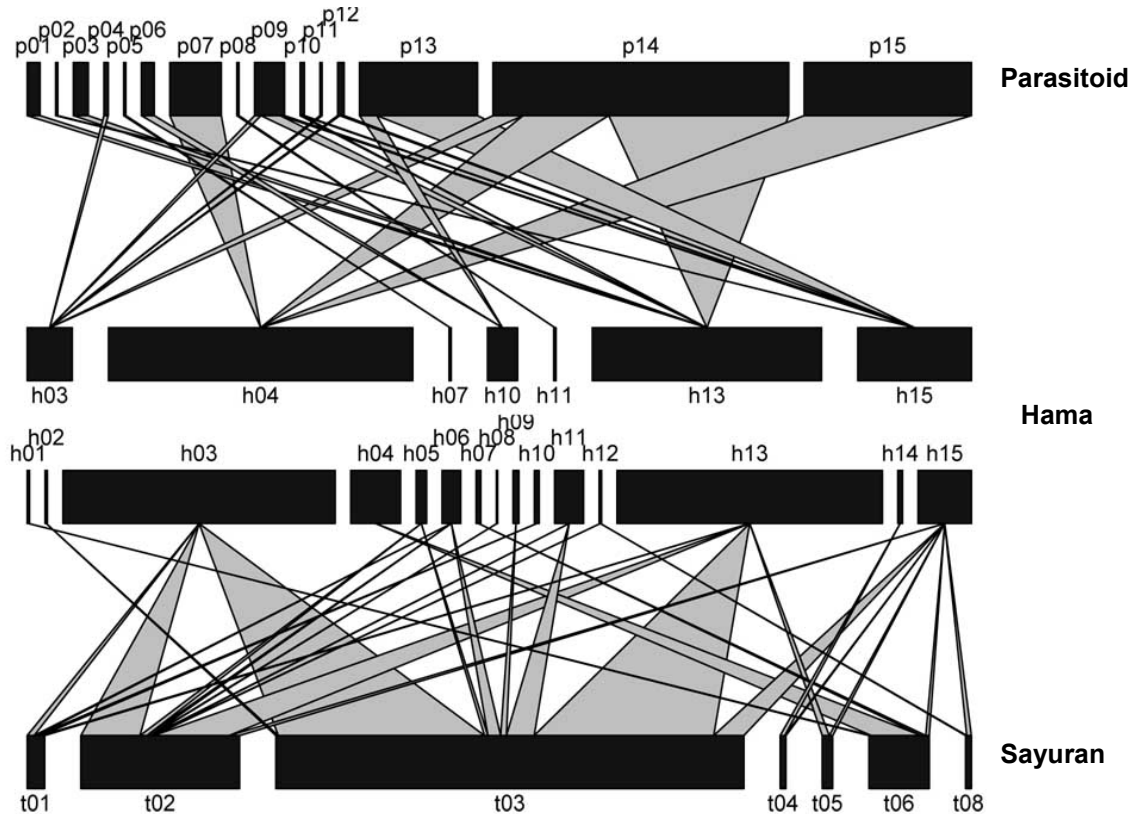 p01 p02 p03 p04 p05 p06 p07 p08 p09 p10 p11 p12 p13 p14 p15
Parasitoid
h03 h04 h07 h10 h11 h13 h15
Hama
h01 h02 h03 h04 h05 h06 h07 h08 h09 h10 h11 h12 h13 h14 h15
Sayuran
t01 t02 t03 t04 t05 t06 t08